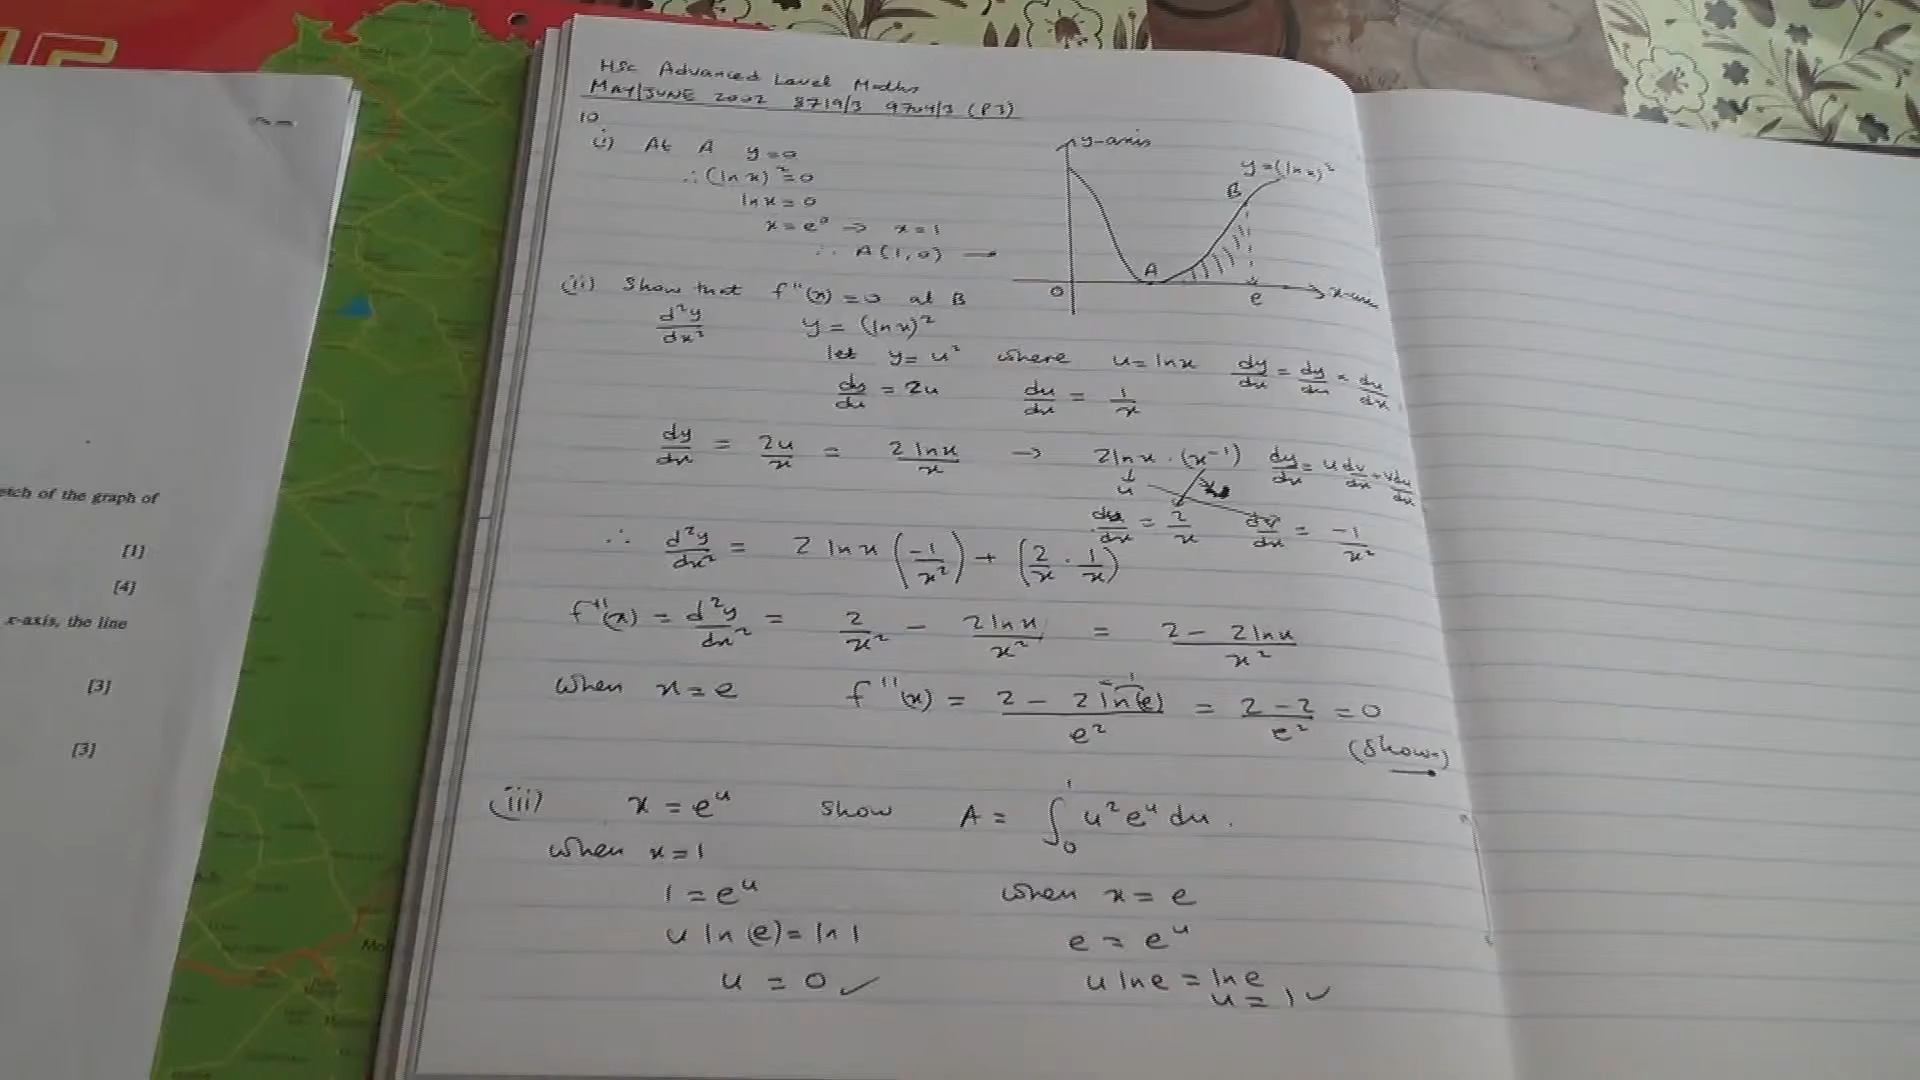 etch of the graph of
[1]
[4]
x-axis, the line
[3]
[3]
HSc Advanced Level Maths
MAY/JUNE 2002 8719/3 9704/3 (P3)
10
(i) At A y=0
∴ (ln x)² = 0
ln x = 0
x = e⁰ → x = 1
∴ A(1,0)
y-axis
y = (ln x)²
B
A
0
e
x-axis
(ii) Show that f''(x) = 0 at B
d²y/dx² y = (ln x)²
let y = u² where u = ln x dy/dx = dy/du × du/dx
dy/du = 2u du/dx = 1/x
dy/dx = 2u/x = 2 ln x/x → 2 ln x · (x⁻¹) dy/dx = u dv/dx + v du/dx
u
du/dx = 2/x dv/dx = -1/x²
∴ d²y/dx² = 2 ln x (-1/x²) + (2/x · 1/x)
f''(x) = d²y/dx² = 2/x² - 2 ln x/x² = 2 - 2 ln x/x²
When x = e f''(x) = 2 - 2 ln(e)/e² = 2-2/e² = 0
(Shown)
(iii) x = eᵘ show A = ∫₀¹ u² eᵘ du.
When x = 1
1 = eᵘ When x = e
u ln (e) = ln 1 e = eᵘ
u = 0 ✓ u ln e = ln e
u = 1 ✓